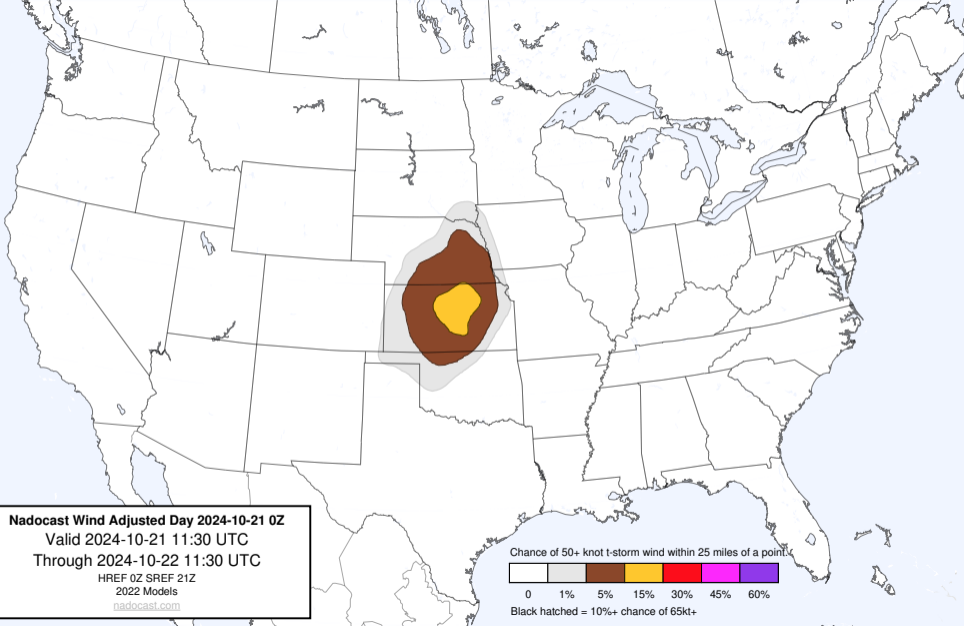 Nadocast Wind Adjusted Day 2024-10-21 0Z
Valid 2024-10-21 11:30 UTC
Through 2024-10-22 11:30 UTC
HREF 0Z SREF 21Z
2022 Models
nadocast.com
Chance of 50+ knot t-storm wind within 25 miles of a point.
0 1% 5% 15% 30% 45% 60%
Black hatched = 10%+ chance of 65kt+